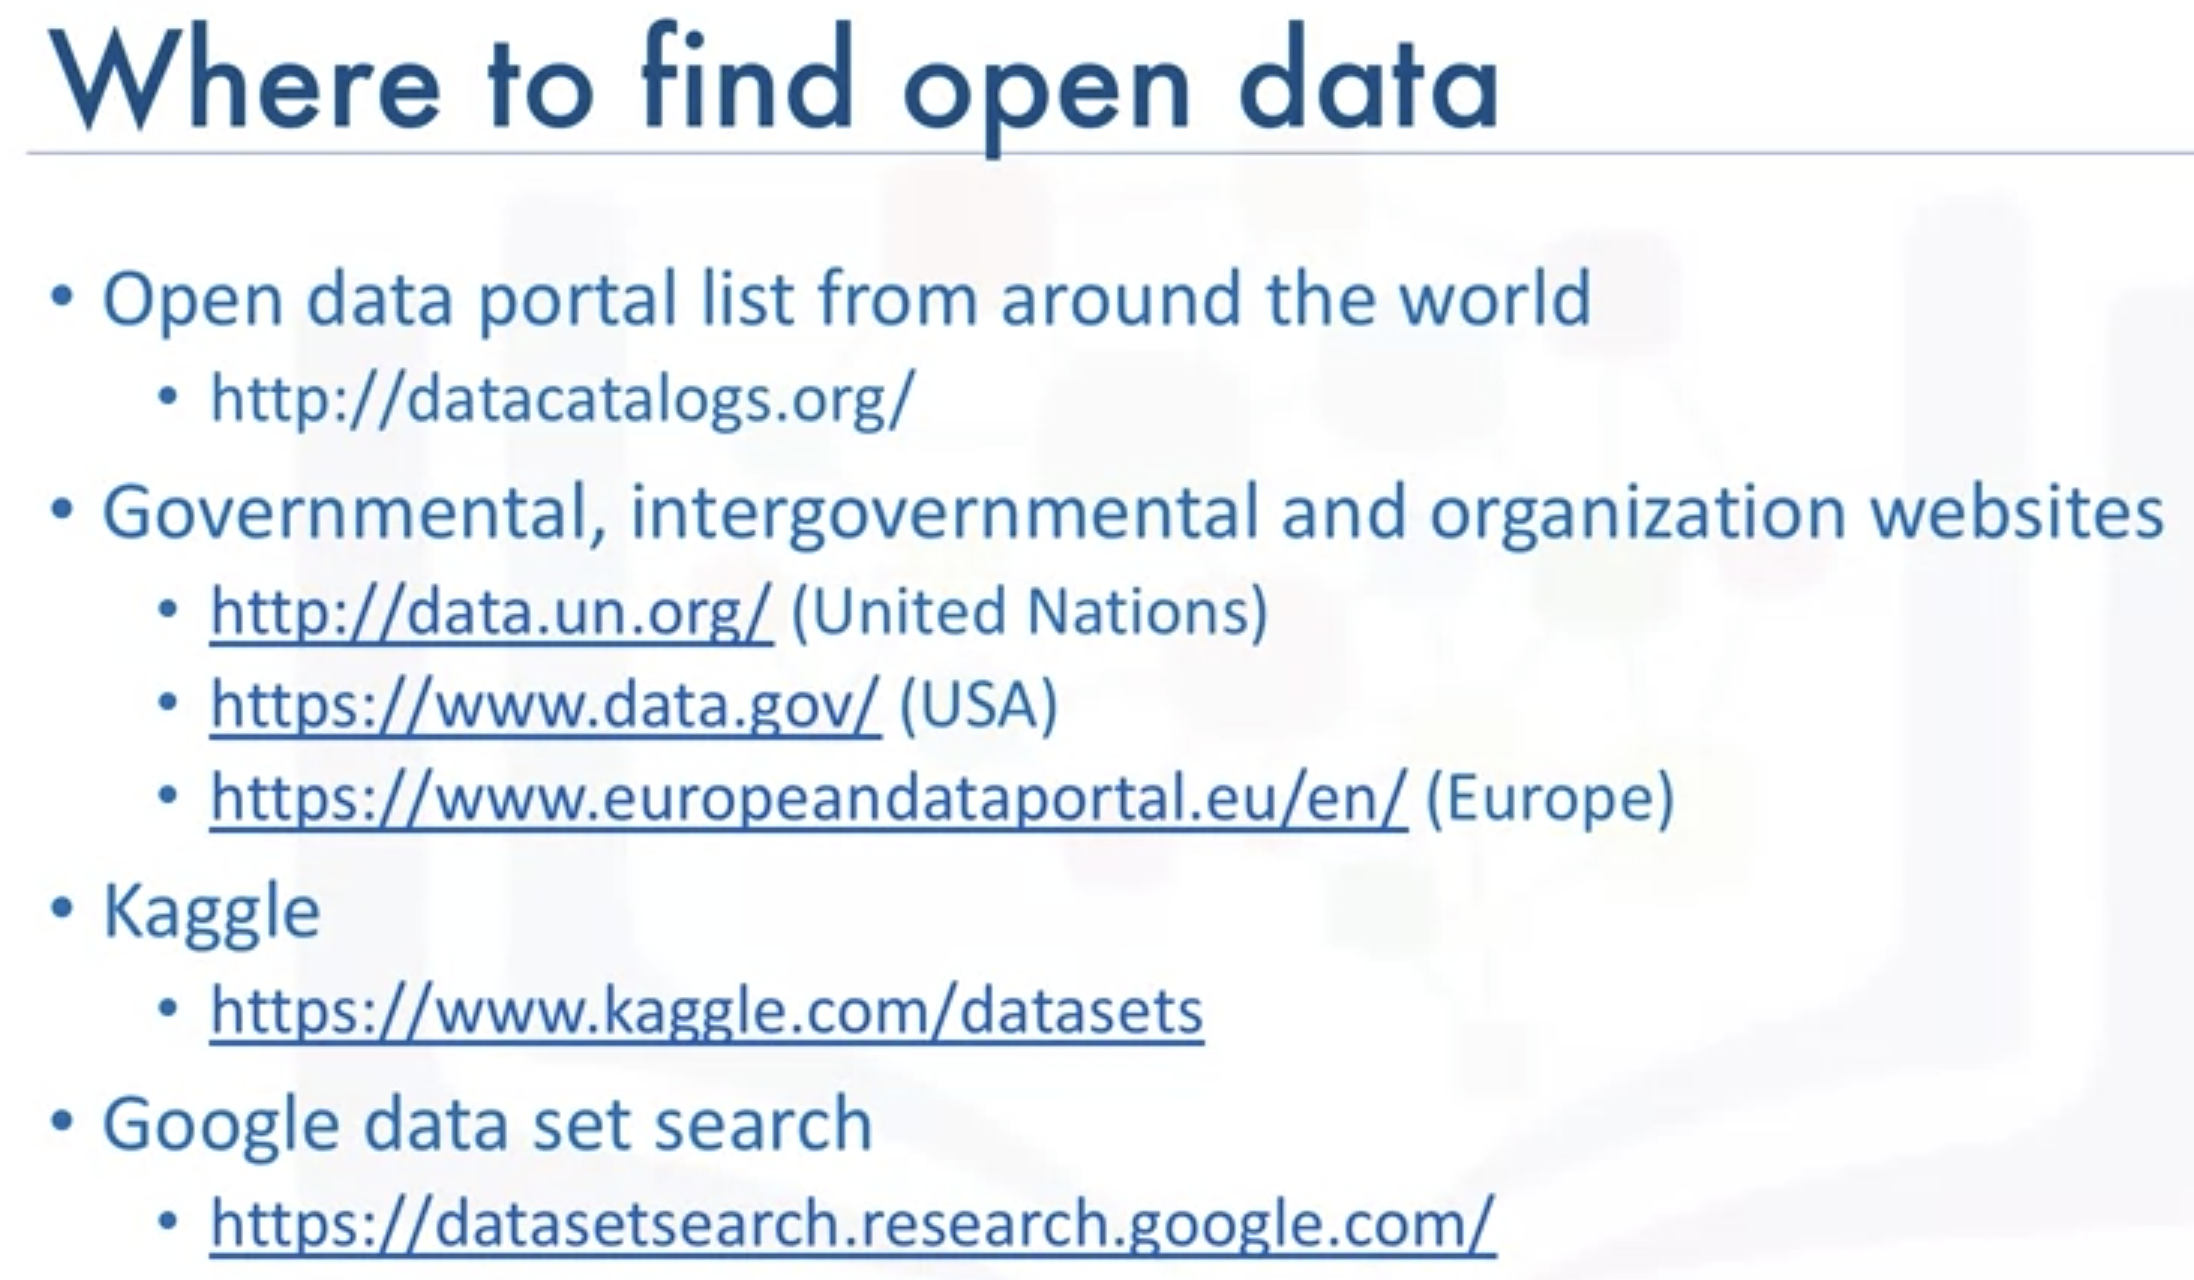 Where to find open data
• Open data portal list from around the world
• http://datacatalogs.org/
• Governmental, intergovernmental and organization websites
• http://data.un.org/ (United Nations)
• https://www.data.gov/ (USA)
• https://www.europeandataportal.eu/en/ (Europe)
• Kaggle
• https://www.kaggle.com/datasets
• Google data set search
• https://datasetsearch.research.google.com/